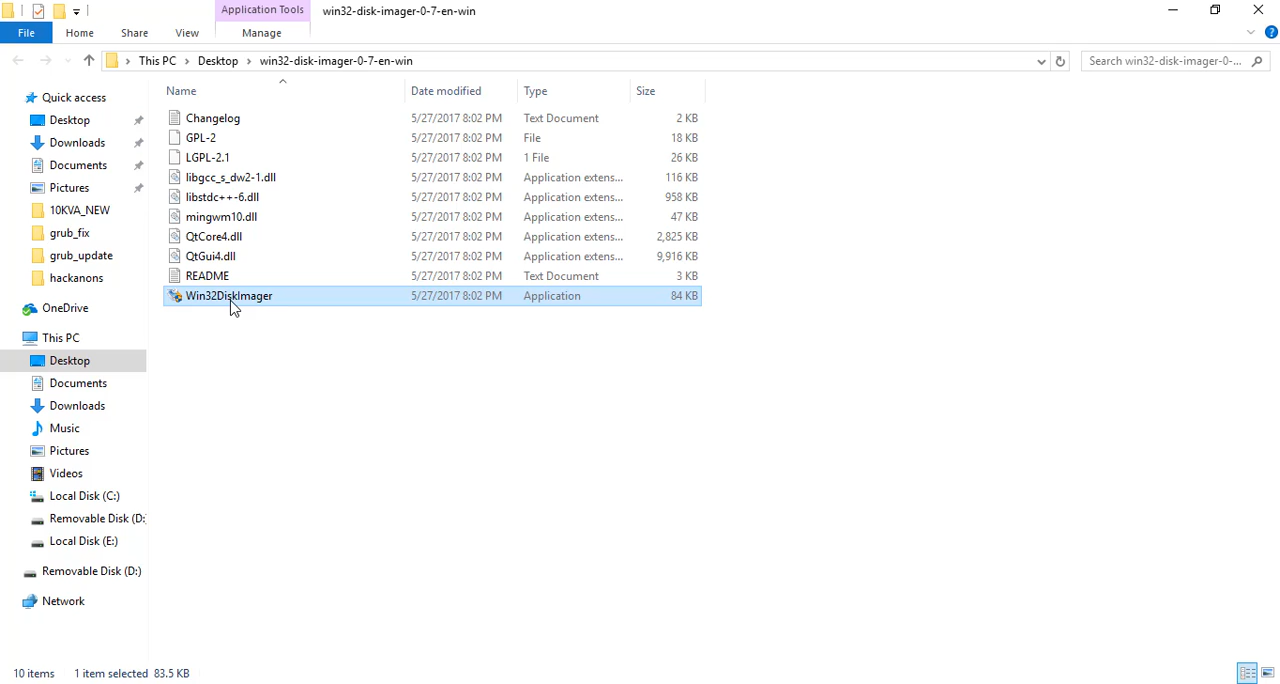 Application Tools
win32-disk-imager-0-7-en-win
File
Home
Share
View
Manage
This PC > Desktop > win32-disk-imager-0-7-en-win
Search win32-disk-imager-0-...
Name
Date modified
Type
Size
Changelog 5/27/2017 8:02 PM Text Document 2 KB
GPL-2 5/27/2017 8:02 PM File 18 KB
LGPL-2.1 5/27/2017 8:02 PM 1 File 26 KB
libgcc_s_dw2-1.dll 5/27/2017 8:02 PM Application extens... 116 KB
libstdc++-6.dll 5/27/2017 8:02 PM Application extens... 958 KB
mingwm10.dll 5/27/2017 8:02 PM Application extens... 47 KB
QtCore4.dll 5/27/2017 8:02 PM Application extens... 2,825 KB
QtGui4.dll 5/27/2017 8:02 PM Application extens... 9,916 KB
README 5/27/2017 8:02 PM Text Document 3 KB
Win32DiskImager 5/27/2017 8:02 PM Application 84 KB
Quick access
Desktop
Downloads
Documents
Pictures
10KVA_NEW
grub_fix
grub_update
hackanons
OneDrive
This PC
Desktop
Documents
Downloads
Music
Pictures
Videos
Local Disk (C:)
Removable Disk (D:
Local Disk (E:)
Removable Disk (D:)
Network
10 items
1 item selected 83.5 KB